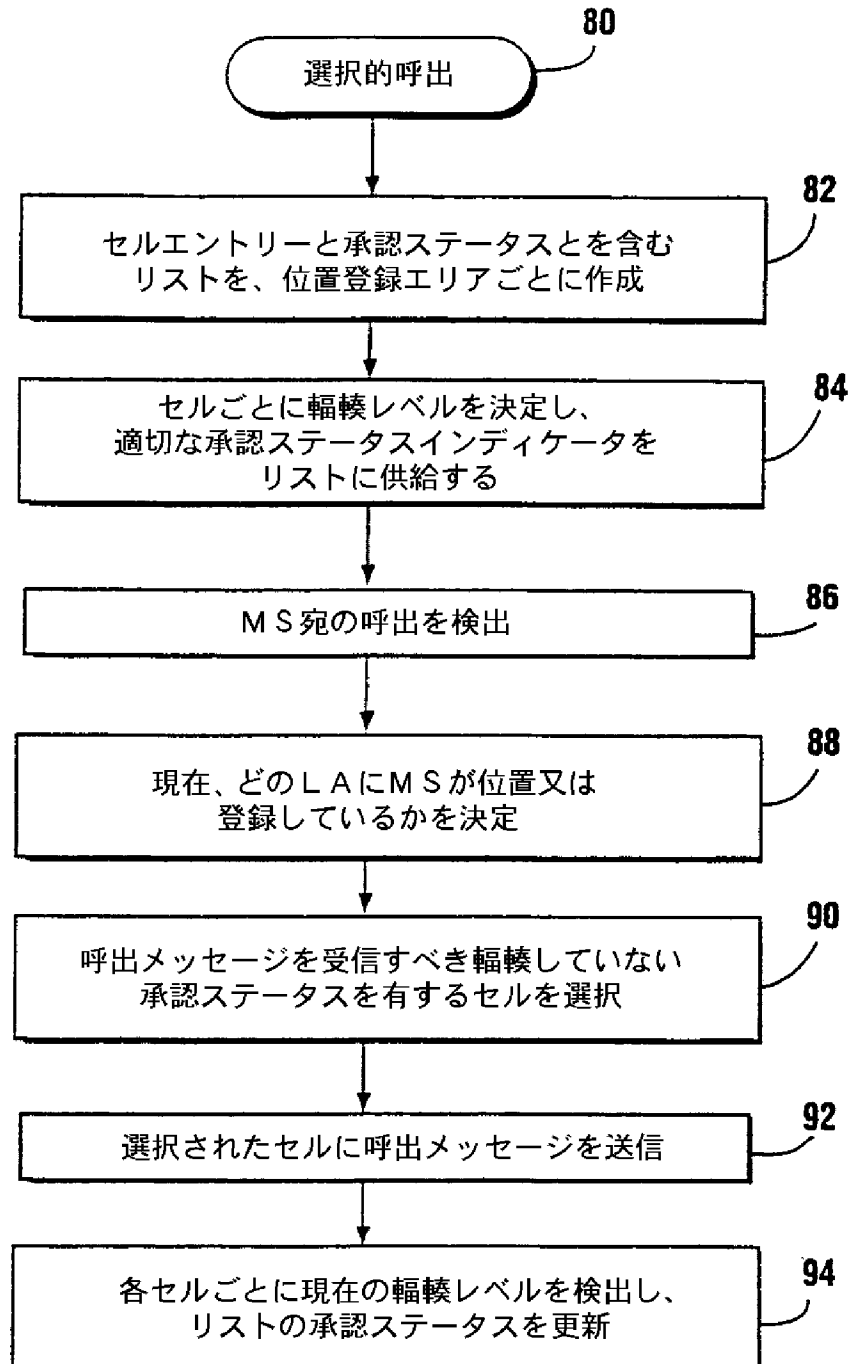 80
選択的呼出
82
セルエントリーと承認ステータスとを含む
リストを、位置登録エリアごとに作成
84
セルごとに輻輳レベルを決定し、
適切な承認ステータスインディケータを
リストに供給する
86
MS宛の呼出を検出
88
現在、どのLAにMSが位置又は
登録しているかを決定
90
呼出メッセージを受信すべき輻輳していない
承認ステータスを有するセルを選択
92
選択されたセルに呼出メッセージを送信
94
各セルごとに現在の輻輳レベルを検出し、
リストの承認ステータスを更新